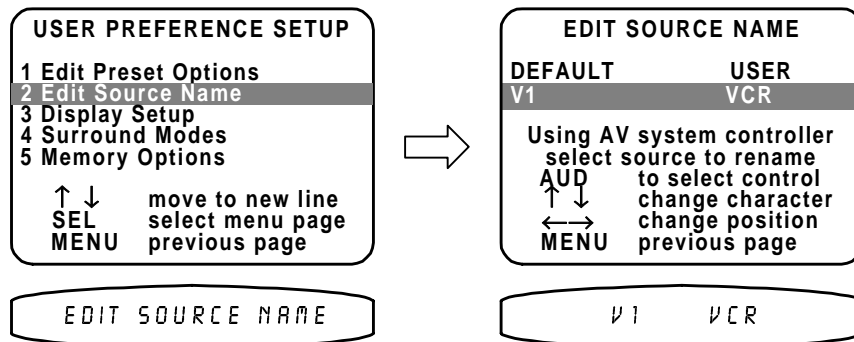 USER PREFERENCE SETUP
1 Edit Preset Options
2 Edit Source Name
3 Display Setup
4 Surround Modes
5 Memory Options
↑ ↓ move to new line
SEL select menu page
MENU previous page
EDIT SOURCE NAME
EDIT SOURCE NAME
DEFAULT USER
V1 VCR
Using AV system controller
select source to rename
AUD to select control
↑ ↓ change character
←→ change position
MENU previous page
V1 VCR